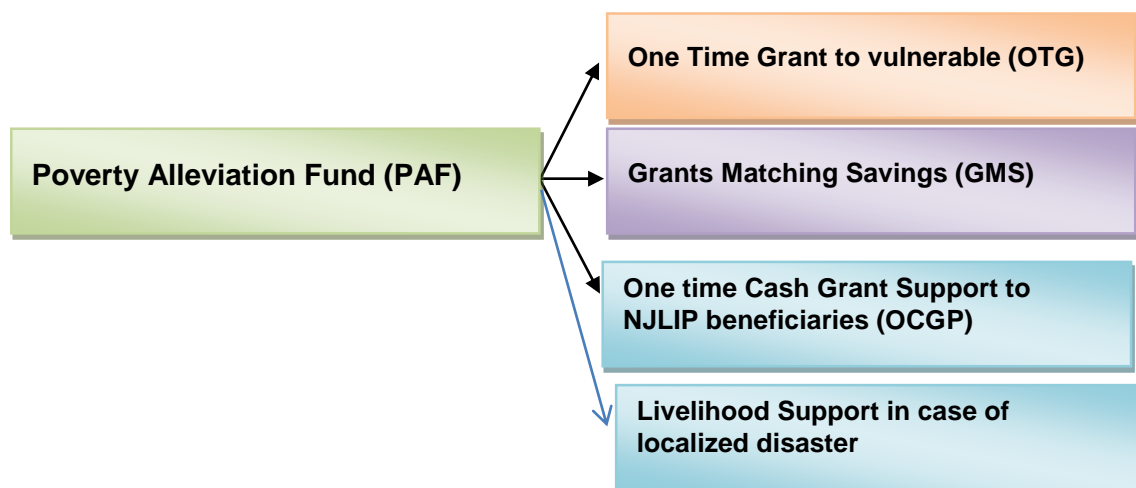 One Time Grant to vulnerable (OTG)
Poverty Alleviation Fund (PAF)
Grants Matching Savings (GMS)
One time Cash Grant Support to
NJLIP beneficiaries (OCGP)
Livelihood Support in case of
localized disaster